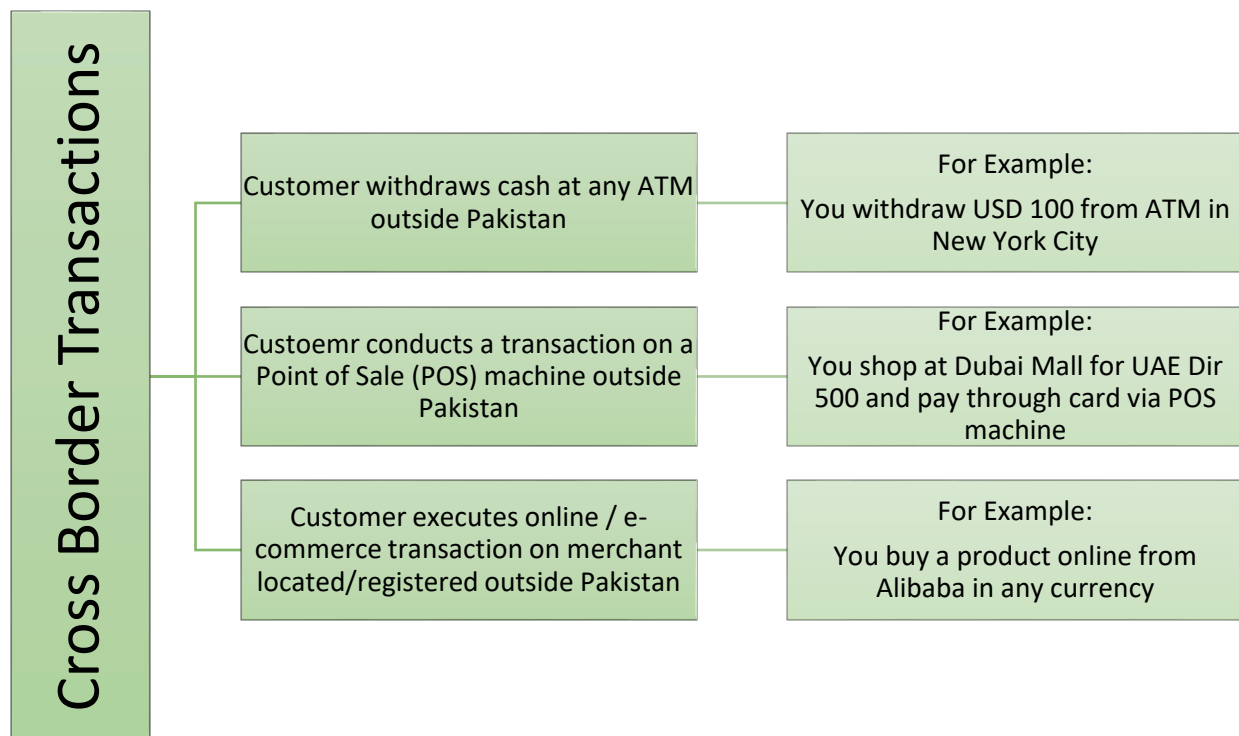 Cross Border Transactions
Customer withdraws cash at any ATM
outside Pakistan
For Example:
You withdraw USD 100 from ATM in
New York City
Custoemr conducts a transaction on a
Point of Sale (POS) machine outside
Pakistan
For Example:
You shop at Dubai Mall for UAE Dir
500 and pay through card via POS
machine
Customer executes online / e-
commerce transaction on merchant
located/registered outside Pakistan
For Example:
You buy a product online from
Alibaba in any currency